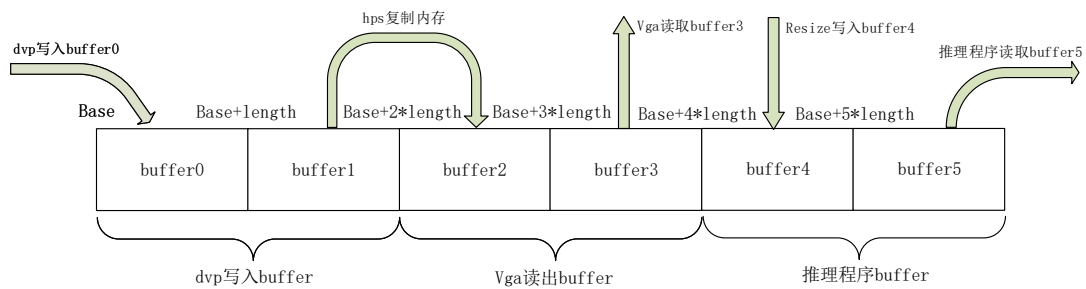 hps复制内存
Vga读取buffer3
Resize写入buffer4
dvp写入buffer0
推理程序读取buffer5
Base
Base+length
Base+2*length
Base+3*length
Base+4*length
Base+5*length
buffer0
buffer1
buffer2
buffer3
buffer4
buffer5
dvp写入buffer
Vga读出buffer
推理程序buffer